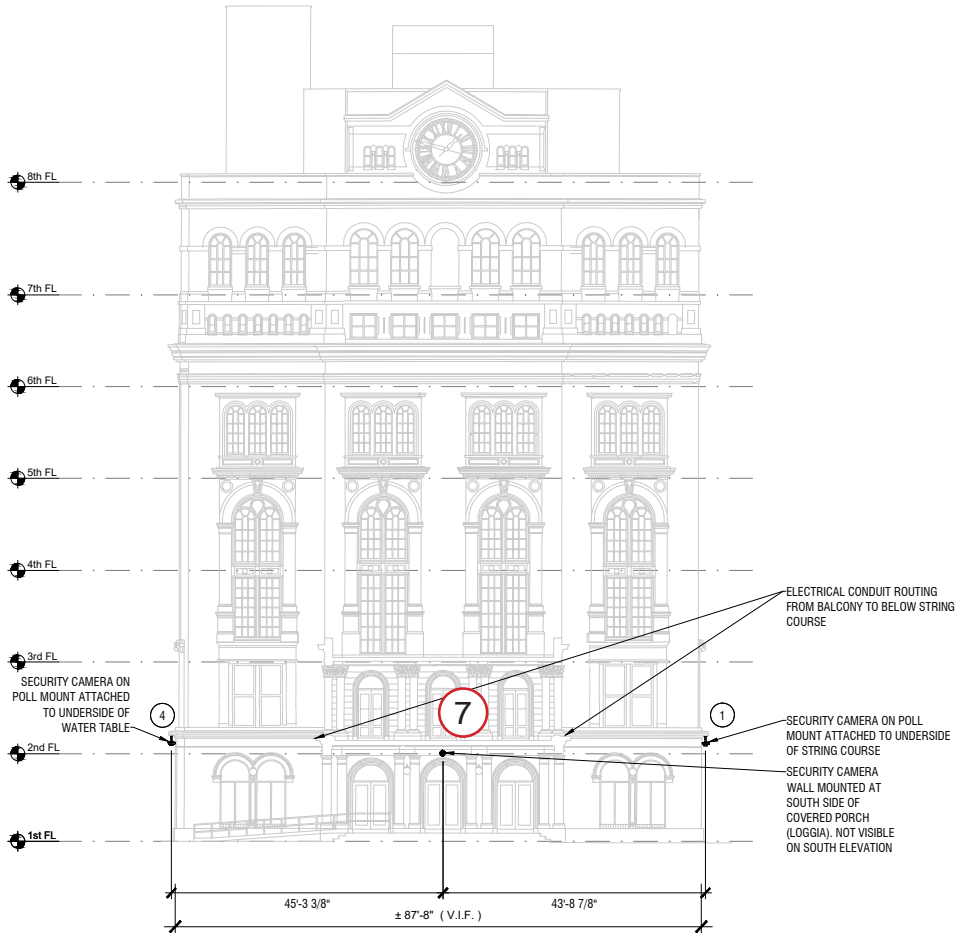 8th FL
7th FL
6th FL
5th FL
4th FL
ELECTRICAL CONDUIT ROUTING
FROM BALCONY TO BELOW STRING
COURSE
3rd FL
SECURITY CAMERA ON
POLL MOUNT ATTACHED
TO UNDERSIDE OF
WATER TABLE
4
7
1
SECURITY CAMERA ON POLL
MOUNT ATTACHED TO UNDERSIDE
OF STRING COURSE
2nd FL
SECURITY CAMERA
WALL MOUNTED AT
SOUTH SIDE OF
COVERED PORCH
(LOGGIA). NOT VISIBLE
ON SOUTH ELEVATION
1st FL
45'-3 3/8"
43'-8 7/8"
± 87'-8" ( V.I.F. )